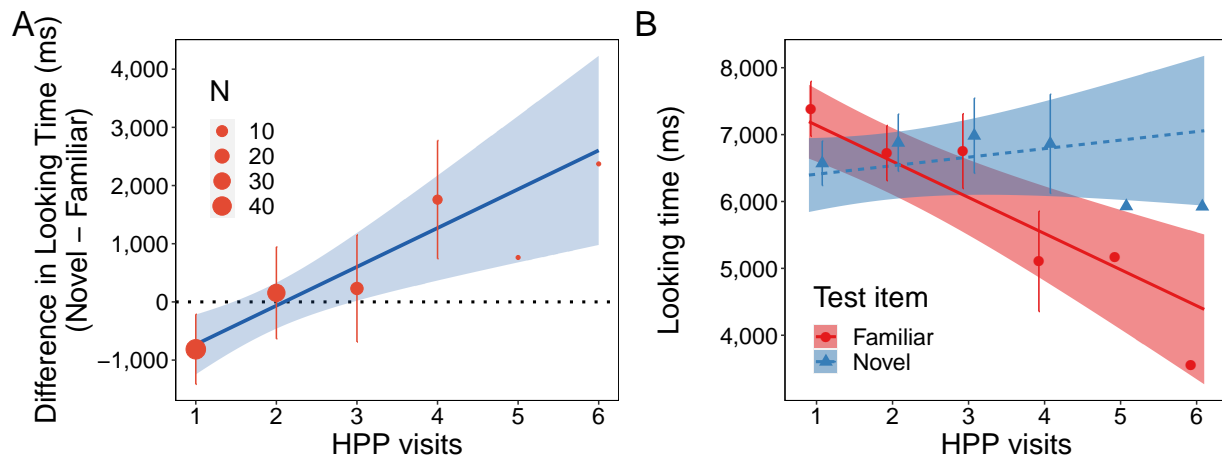 A
Difference in Looking Time (ms)
(Novel – Familiar)
4,000
3,000
2,000
1,000
0
−1,000
N
10
20
30
40
1 2 3 4 5 6
HPP visits
B
Looking time (ms)
8,000
7,000
6,000
5,000
4,000
Test item
Familiar
Novel
1 2 3 4 5 6
HPP visits